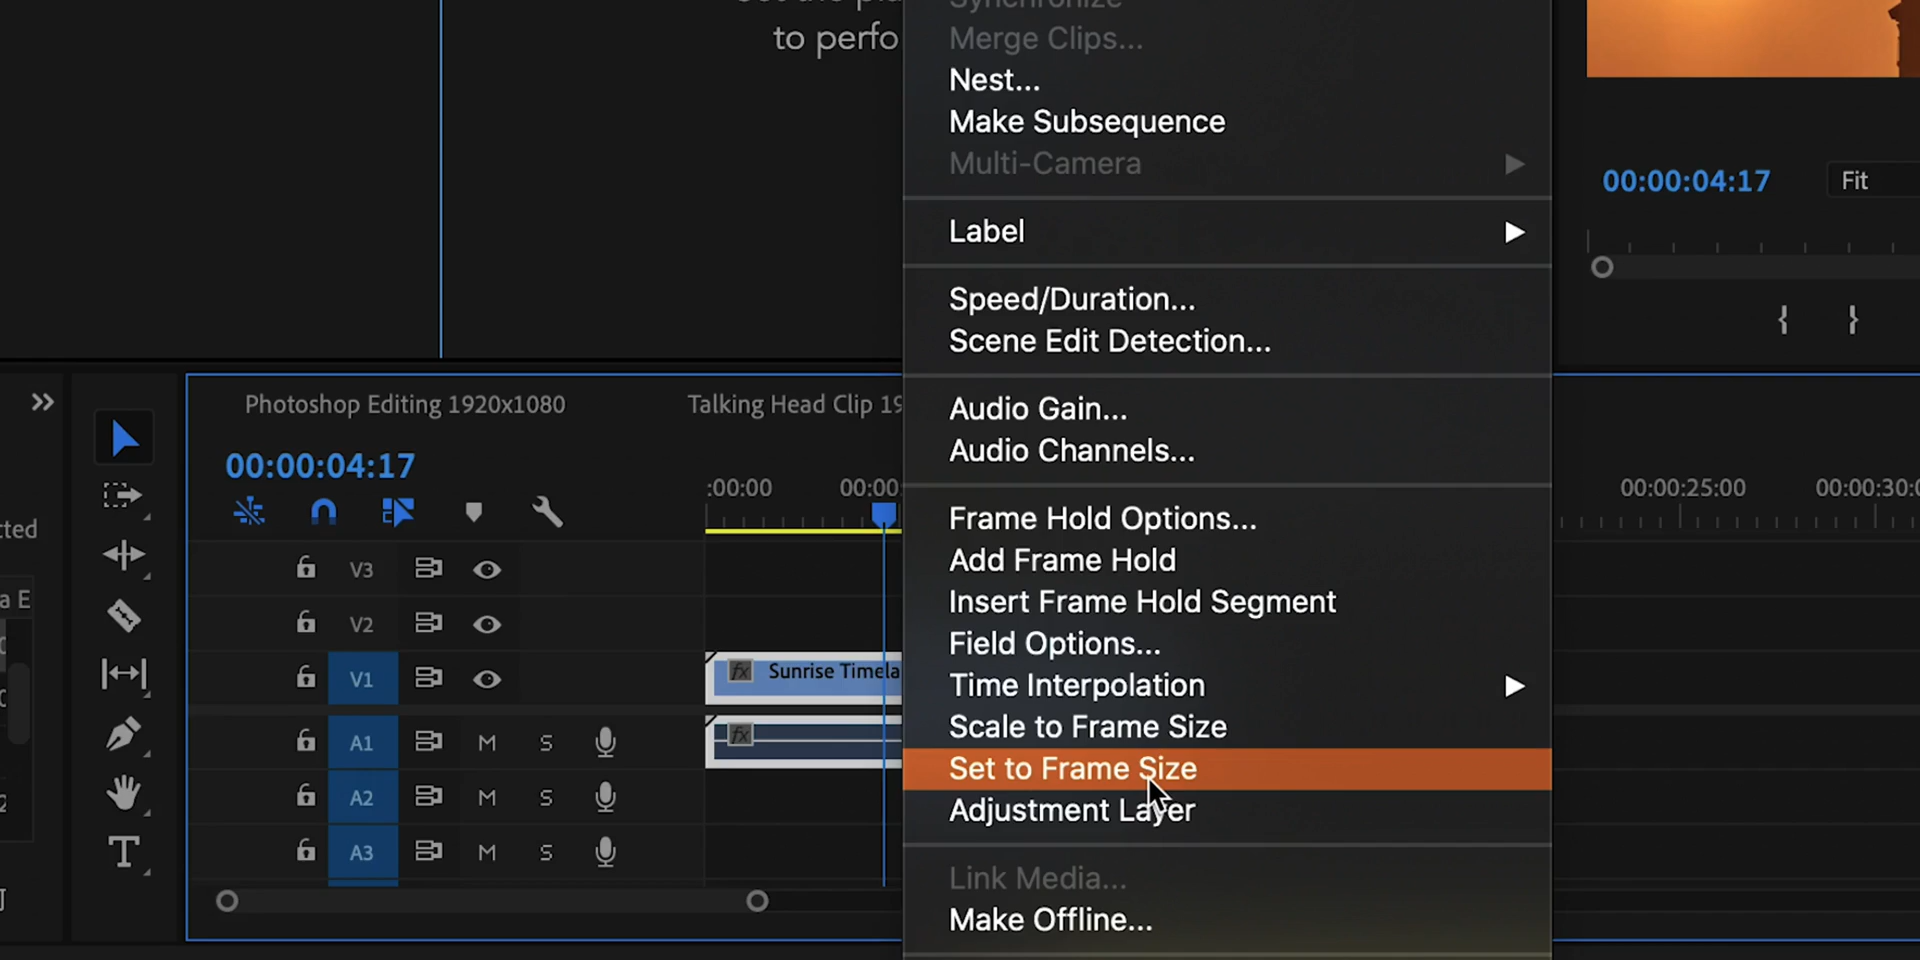 to perfo
Synchronize
Merge Clips...
Nest...
Make Subsequence
Multi-Camera
Label
Speed/Duration...
Scene Edit Detection...
Audio Gain...
Audio Channels...
Frame Hold Options...
Add Frame Hold
Insert Frame Hold Segment
Field Options...
Time Interpolation
Scale to Frame Size
Set to Frame Size
Adjustment Layer
Link Media...
Make Offline...
00:00:04:17 Fit
Photoshop Editing 1920x1080 Talking Head Clip 19
00:00:04:17
:00:00 00:00: 00:00:25:00 00:00:30:0
cted
a E
V3
V2
V1 fx Sunrise Timela
A1 M S fx
A2 M S
A3 M S